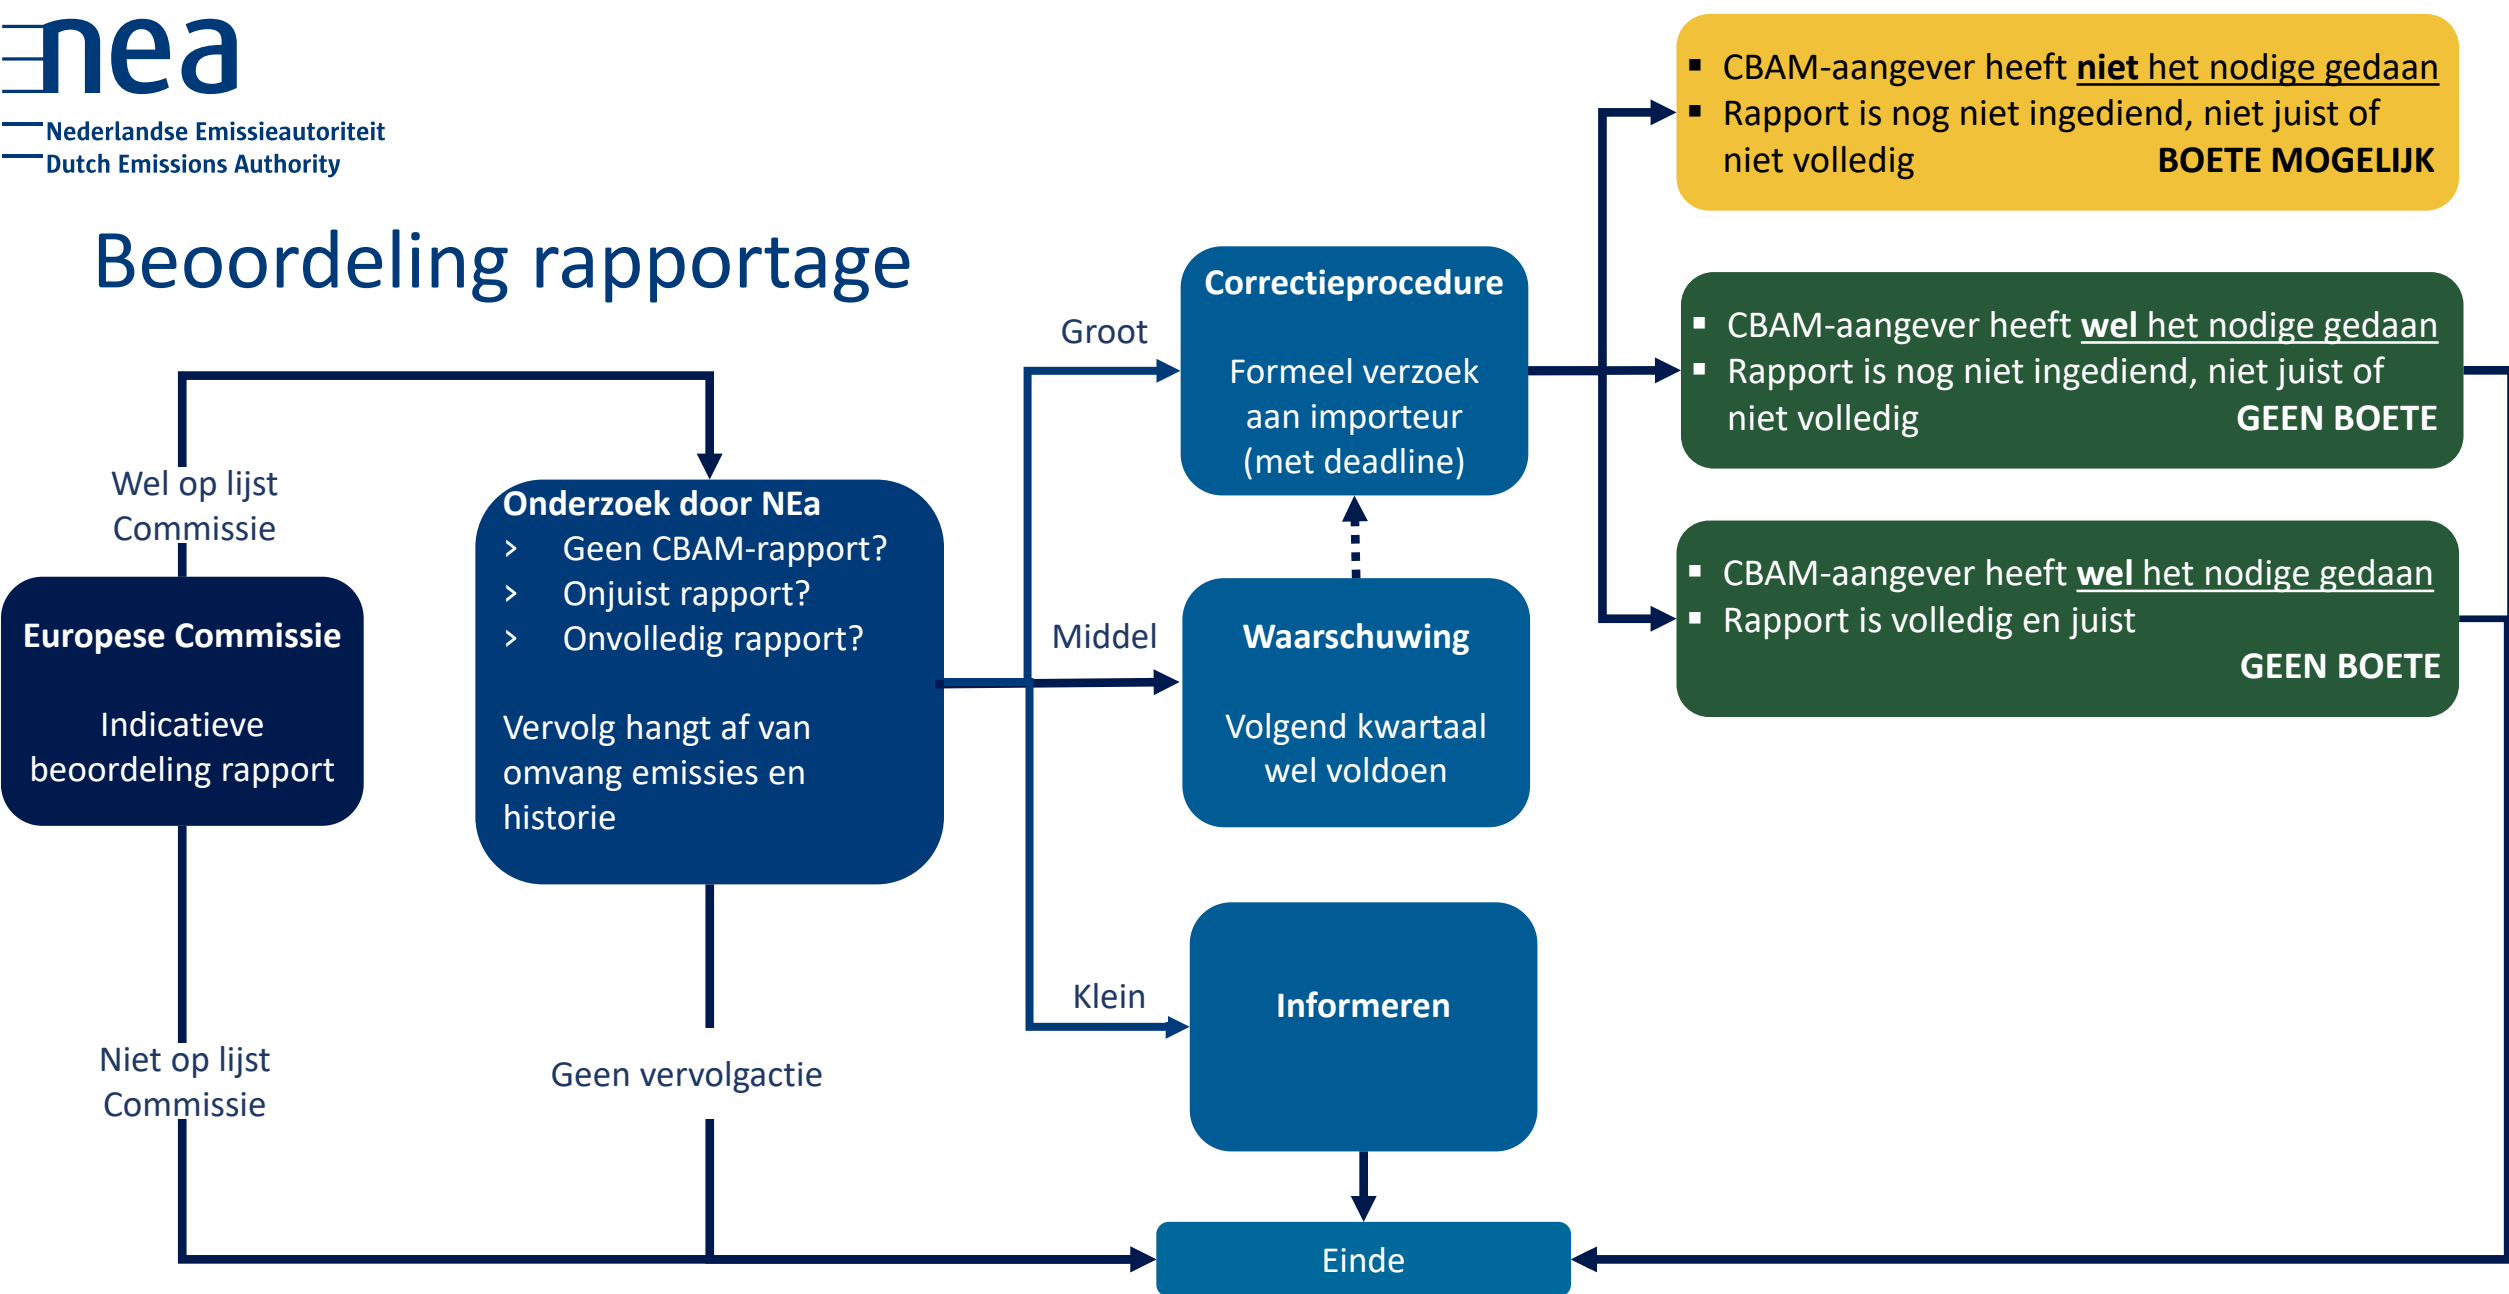 nea
Nederlandse Emissieautoriteit
Dutch Emissions Authority
Beoordeling rapportage
Wel op lijst
Commissie
Europese Commissie
Indicatieve
beoordeling rapport
Niet op lijst
Commissie
Onderzoek door NEa
> Geen CBAM-rapport?
> Onjuist rapport?
> Onvolledig rapport?
Vervolg hangt af van
omvang emissies en
historie
Geen vervolgactie
Groot
Correctieprocedure
Formeel verzoek
aan importeur
(met deadline)
Middel
Waarschuwing
Volgend kwartaal
wel voldoen
Klein
Informeren
Einde
▪ CBAM-aangever heeft niet het nodige gedaan
▪ Rapport is nog niet ingediend, niet juist of
niet volledig BOETE MOGELIJK
▪ CBAM-aangever heeft wel het nodige gedaan
▪ Rapport is nog niet ingediend, niet juist of
niet volledig GEEN BOETE
▪ CBAM-aangever heeft wel het nodige gedaan
▪ Rapport is volledig en juist
GEEN BOETE